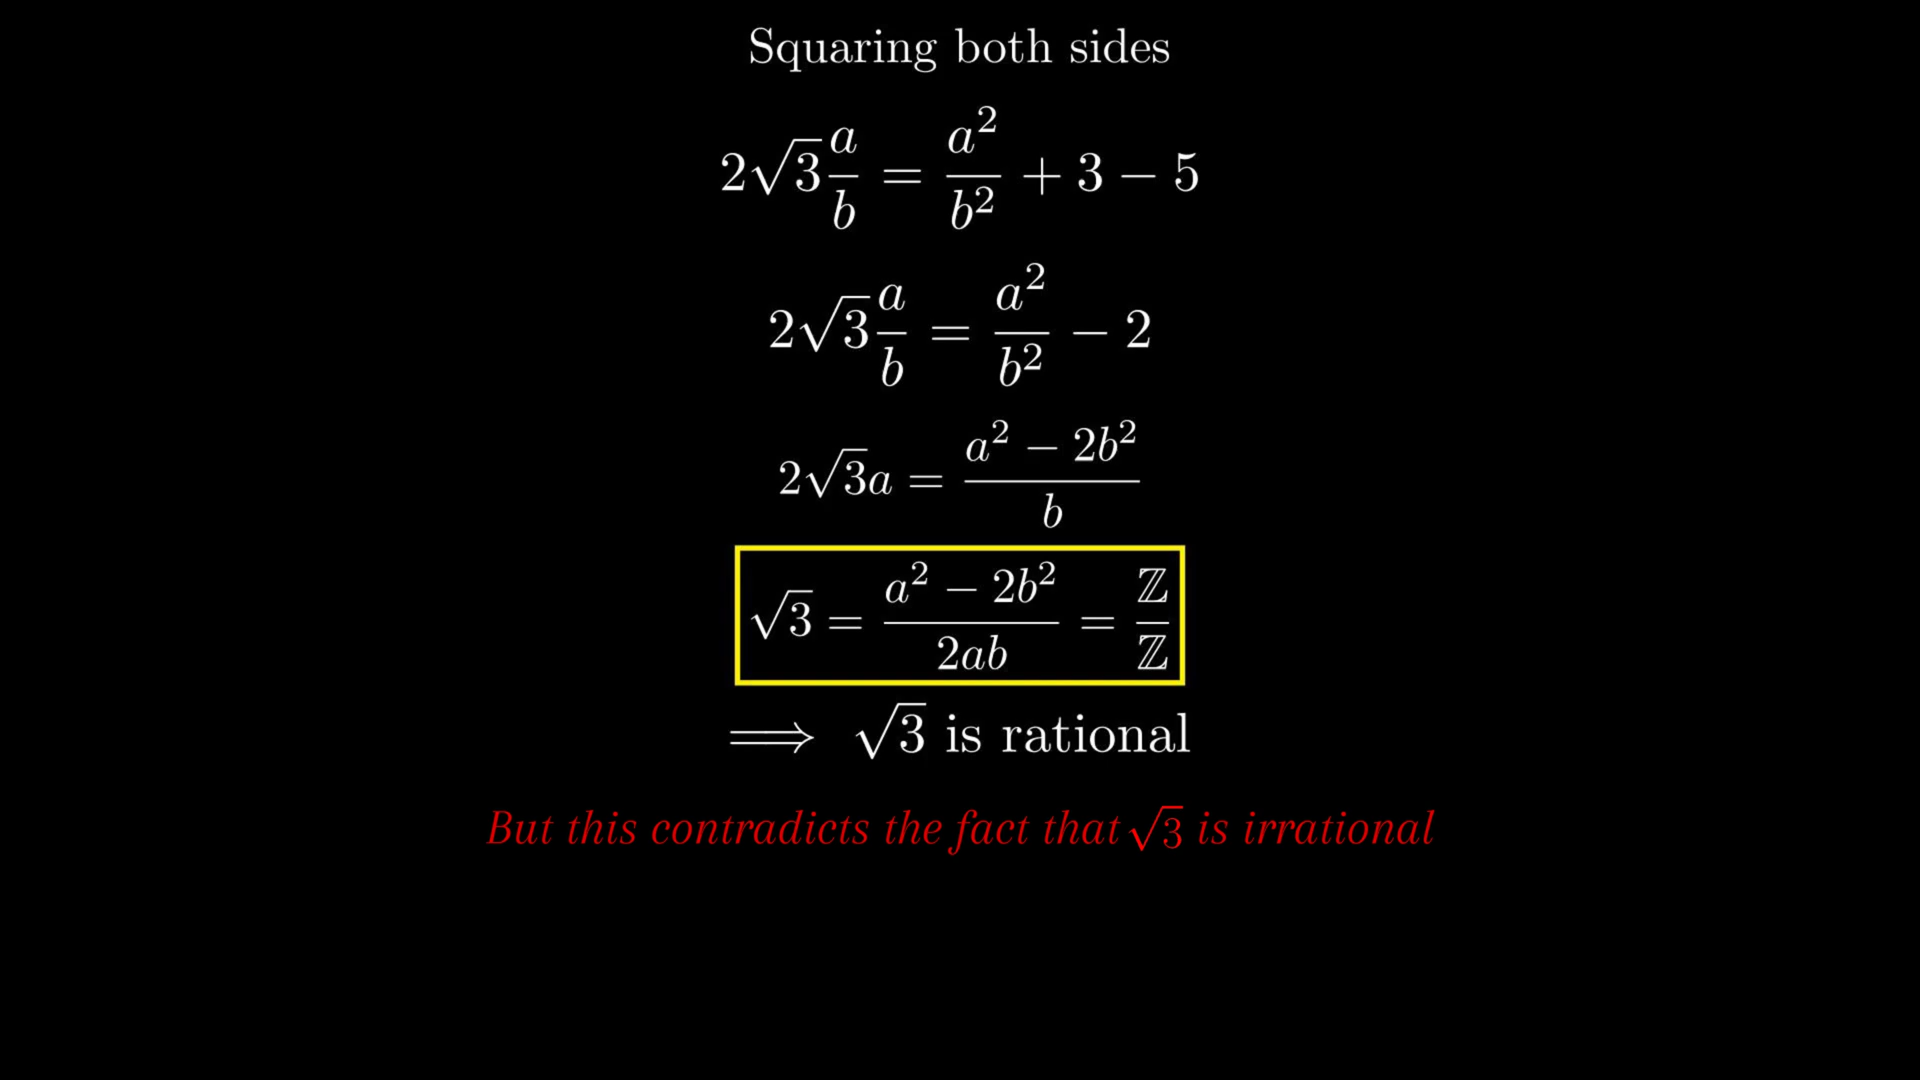 Squaring both sides
2√3 a/b = a²/b² + 3 − 5
2√3 a/b = a²/b² − 2
2√3a = (a² − 2b²)/b
√3 = (a² − 2b²)/2ab = ℤ/ℤ
⟹ √3 is rational
But this contradicts the fact that √3 is irrational